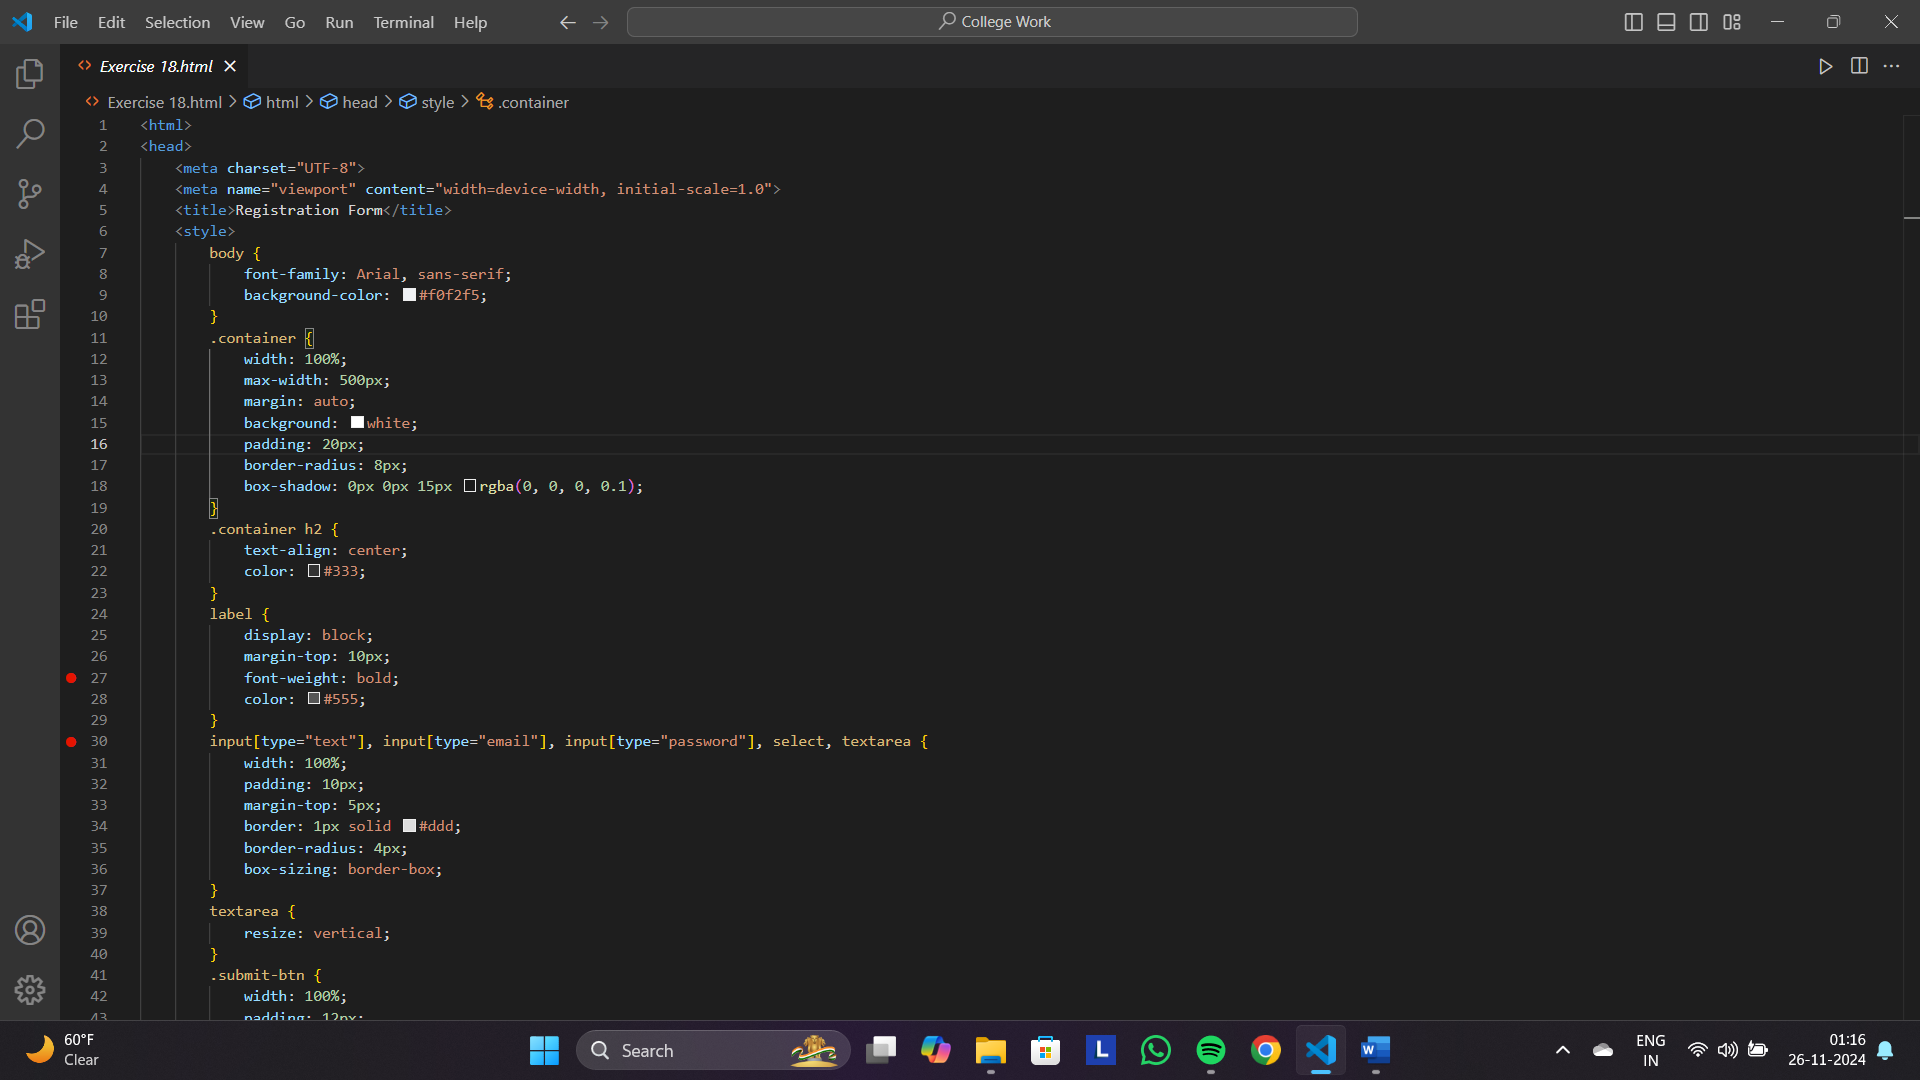 File Edit Selection View Go Run Terminal Help
College Work
Exercise 18.html
Exercise 18.html > html > head > style > .container
1 <html>
2 <head>
3 <meta charset="UTF-8">
4 <meta name="viewport" content="width=device-width, initial-scale=1.0">
5 <title>Registration Form</title>
6 <style>
7 body {
8 font-family: Arial, sans-serif;
9 background-color: #f0f2f5;
10 }
11 .container {
12 width: 100%;
13 max-width: 500px;
14 margin: auto;
15 background: white;
16 padding: 20px;
17 border-radius: 8px;
18 box-shadow: 0px 0px 15px rgba(0, 0, 0, 0.1);
19 }
20 .container h2 {
21 text-align: center;
22 color: #333;
23 }
24 label {
25 display: block;
26 margin-top: 10px;
27 font-weight: bold;
28 color: #555;
29 }
30 input[type="text"], input[type="email"], input[type="password"], select, textarea {
31 width: 100%;
32 padding: 10px;
33 margin-top: 5px;
34 border: 1px solid #ddd;
35 border-radius: 4px;
36 box-sizing: border-box;
37 }
38 textarea {
39 resize: vertical;
40 }
41 .submit-btn {
42 width: 100%;
43 padding: 12px;
60°F
Clear
Search
L
W
ENG
IN
01:16
26-11-2024